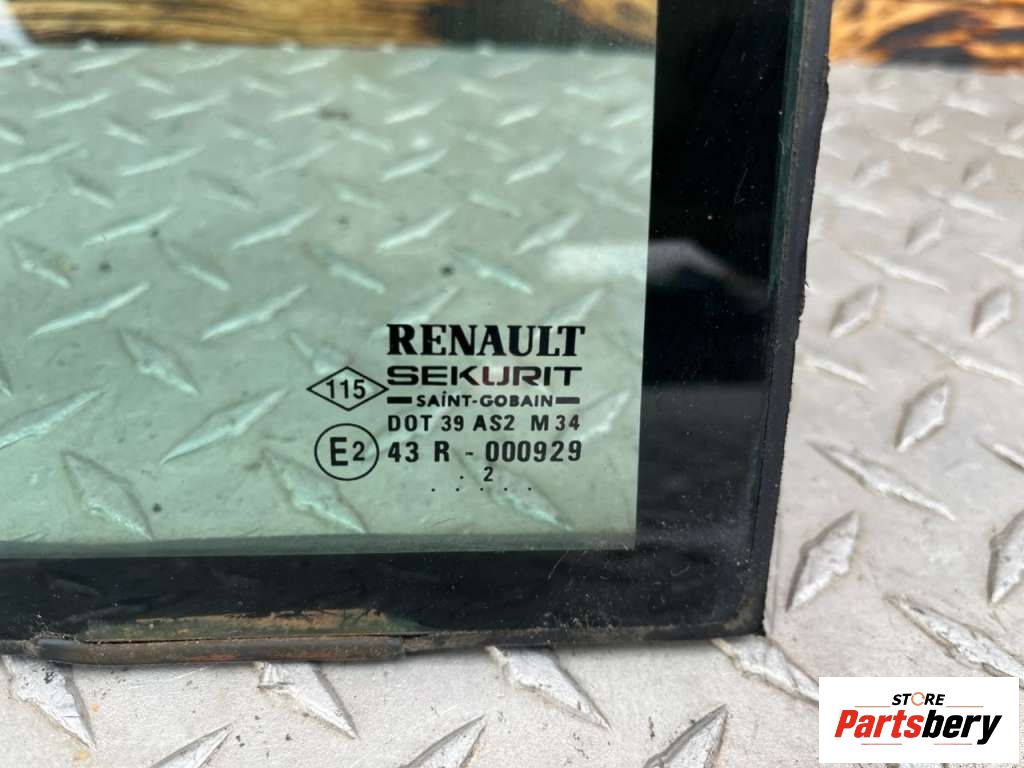 RENAULT
SEKURIT
115
SAINT-GOBAIN
DOT 39 AS2 M34
E2 43 R - 000929
. 2
. . . . .
STORE
Partsbery